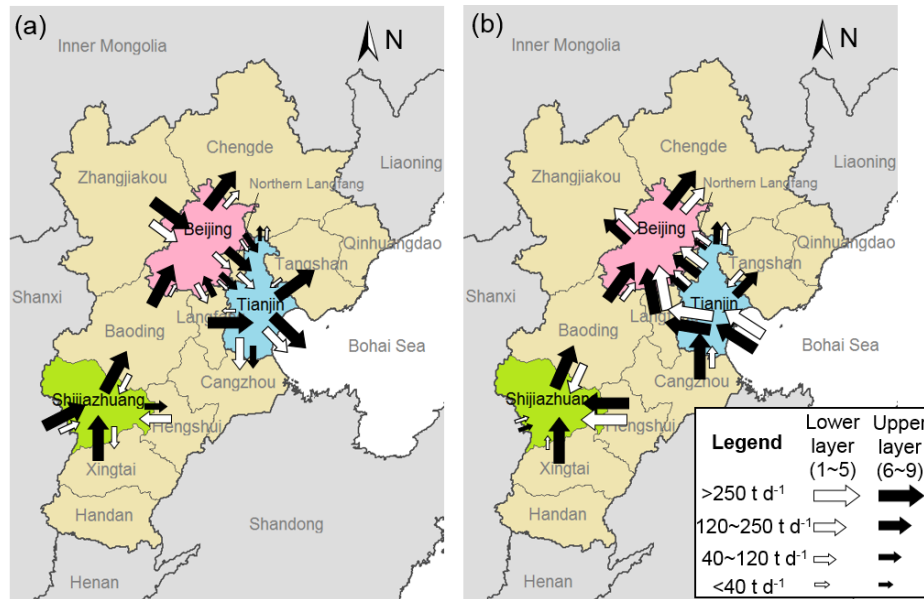 (a)
N
Inner Mongolia
Chengde
Liaoning
Zhangjiakou
Northern Langfang
Beijing
Qinhuangdao
Tangshan
Shanxi
Tianjin
Langfang
Baoding
Bohai Sea
Cangzhou
Shijiazhuang
Hengshui
Xingtai
Handan
Shandong
Henan
(b)
N
Inner Mongolia
Chengde
Liaoning
Zhangjiakou
Northern Langfang
Beijing
Qinhuangdao
Tangshan
Shanxi
Tianjin
Baoding
Bohai Sea
Cangzhou
Shijiazhuang
Hengshui
Xingtai
Handan
Henan
Legend
Lower layer (1~5)
Upper layer (6~9)
>250 t d⁻¹
120~250 t d⁻¹
40~120 t d⁻¹
<40 t d⁻¹